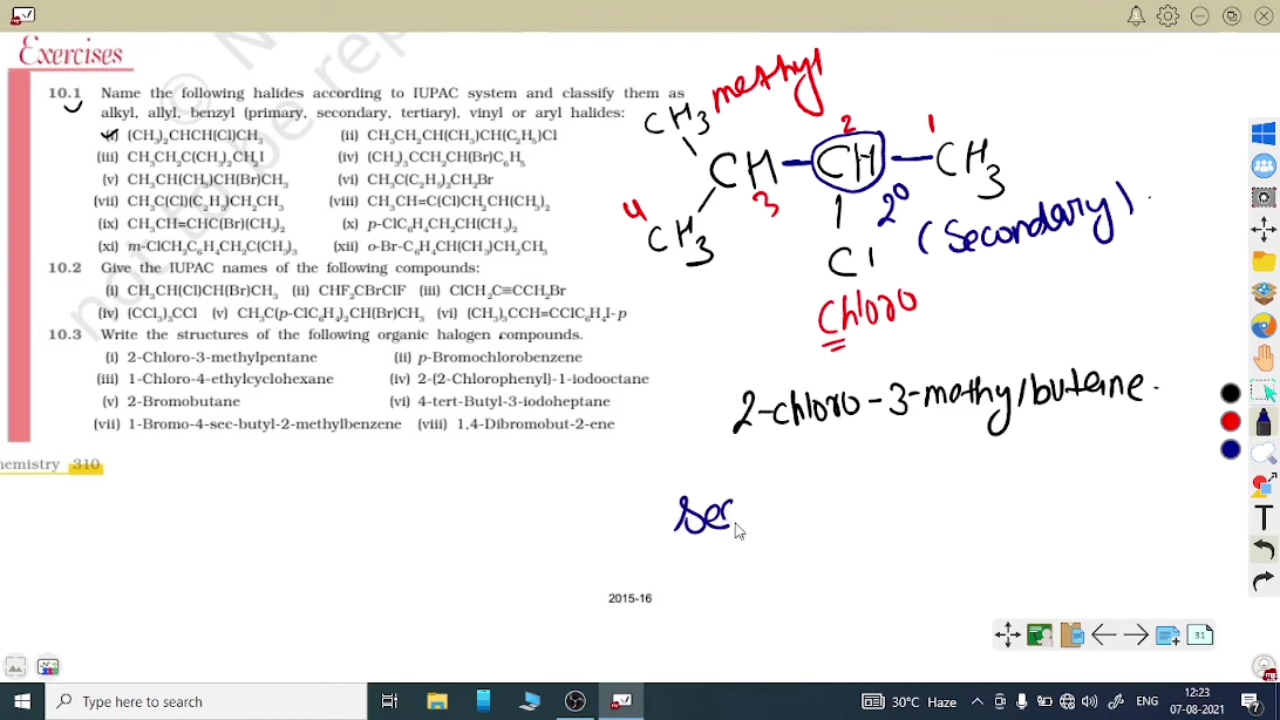 Exercises
10.1 Name the following halides according to IUPAC system and classify them as
alkyl, allyl, benzyl (primary, secondary, tertiary), vinyl or aryl halides:
(CH₃)₂CHCH(Cl)CH₃ (ii) CH₃CH₂CH(CH₃)CH(C₂H₅)Cl
(iii) CH₃CH₂C(CH₃)₂CH₂I (iv) (CH₃)₃CCH₂CH(Br)C₆H₅
(v) CH₃CH(CH₃)CH(Br)CH₃ (vi) CH₃C(C₂H₅)₂CH₂Br
(vii) CH₃C(Cl)(C₂H₅)CH₂CH₃ (viii) CH₃CH=C(Cl)CH₂CH(CH₃)₂
(ix) CH₃CH=CHC(Br)(CH₃)₂ (x) p-ClC₆H₄CH₂CH(CH₃)₂
(xi) m-ClCH₂C₆H₄CH₂C(CH₃)₃ (xii) o-Br-C₆H₄CH(CH₃)CH₂CH₃
10.2 Give the IUPAC names of the following compounds:
(i) CH₃CH(Cl)CH(Br)CH₃ (ii) CHF₂CBrClF (iii) ClCH₂C≡CCH₂Br
(iv) (CCl₃)₃CCl (v) CH₃C(p-ClC₆H₄)₂CH(Br)CH₃ (vi) (CH₃)₃CCH=CClC₆H₄I-p
10.3 Write the structures of the following organic halogen compounds.
(i) 2-Chloro-3-methylpentane (ii) p-Bromochlorobenzene
(iii) 1-Chloro-4-ethylcyclohexane (iv) 2-(2-Chlorophenyl)-1-iodooctane
(v) 2-Bromobutane (vi) 4-tert-Butyl-3-iodoheptane
(vii) 1-Bromo-4-sec-butyl-2-methylbenzene (viii) 1,4-Dibromobut-2-ene
hemistry 310
not to be rep
2015-16
methyl
CH₃
2 1
CH CH CH₃
4 3 2⁰
CH₃ Cl (Secondary)
Chloro
2-chloro-3-methylbutane.
Sec
31
Type here to search
30°C Haze
ENG
12:23
07-08-2021
7
T